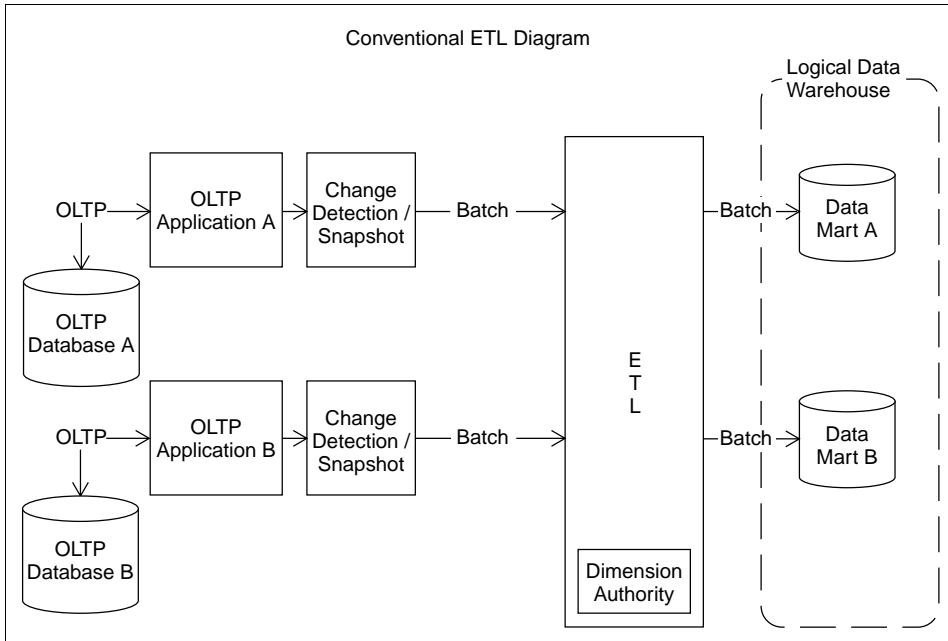 Conventional ETL Diagram
Logical Data
Warehouse
OLTP
OLTP
Application A
Change
Detection /
Snapshot
Batch
Batch
Data
Mart A
OLTP
Database A
E
T
L
OLTP
OLTP
Application B
Change
Detection /
Snapshot
Batch
Batch
Data
Mart B
OLTP
Database B
Dimension
Authority